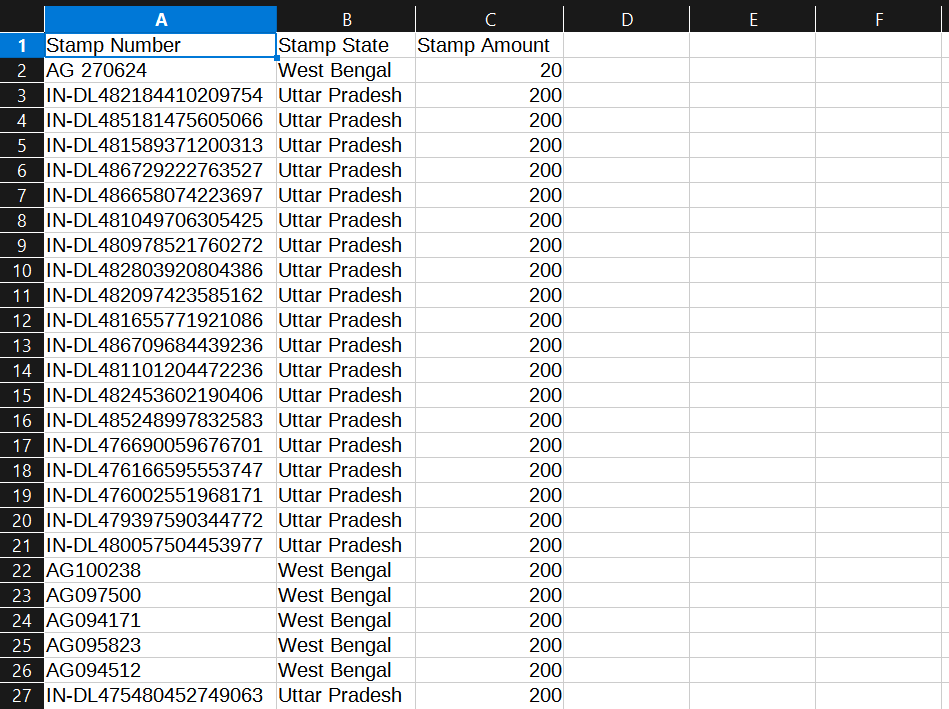 A B C D E F
1 Stamp Number Stamp State Stamp Amount
2 AG 270624 West Bengal 20
3 IN-DL482184410209754 Uttar Pradesh 200
4 IN-DL485181475605066 Uttar Pradesh 200
5 IN-DL481589371200313 Uttar Pradesh 200
6 IN-DL486729222763527 Uttar Pradesh 200
7 IN-DL486658074223697 Uttar Pradesh 200
8 IN-DL481049706305425 Uttar Pradesh 200
9 IN-DL480978521760272 Uttar Pradesh 200
10 IN-DL482803920804386 Uttar Pradesh 200
11 IN-DL482097423585162 Uttar Pradesh 200
12 IN-DL481655771921086 Uttar Pradesh 200
13 IN-DL486709684439236 Uttar Pradesh 200
14 IN-DL481101204472236 Uttar Pradesh 200
15 IN-DL482453602190406 Uttar Pradesh 200
16 IN-DL485248997832583 Uttar Pradesh 200
17 IN-DL476690059676701 Uttar Pradesh 200
18 IN-DL476166595553747 Uttar Pradesh 200
19 IN-DL476002551968171 Uttar Pradesh 200
20 IN-DL479397590344772 Uttar Pradesh 200
21 IN-DL480057504453977 Uttar Pradesh 200
22 AG100238 West Bengal 200
23 AG097500 West Bengal 200
24 AG094171 West Bengal 200
25 AG095823 West Bengal 200
26 AG094512 West Bengal 200
27 IN-DL475480452749063 Uttar Pradesh 200